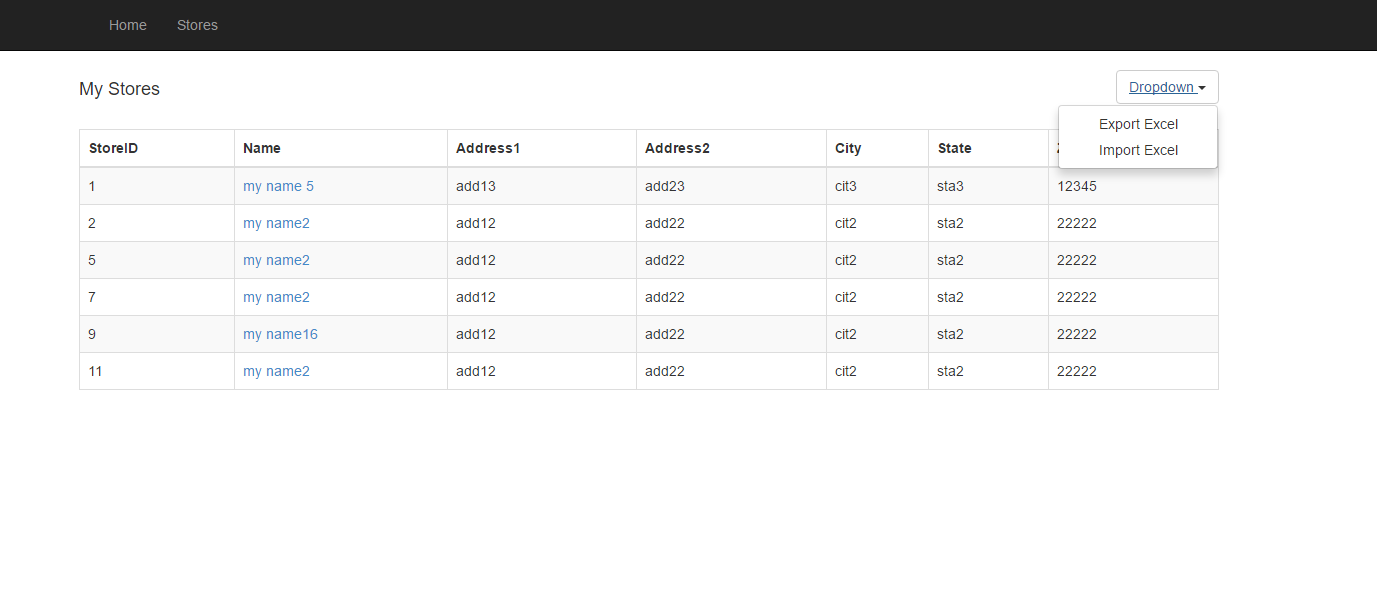 Home Stores
My Stores Dropdown
Export Excel
Import Excel
StoreID Name Address1 Address2 City State
1 my name 5 add13 add23 cit3 sta3 12345
2 my name2 add12 add22 cit2 sta2 22222
5 my name2 add12 add22 cit2 sta2 22222
7 my name2 add12 add22 cit2 sta2 22222
9 my name16 add12 add22 cit2 sta2 22222
11 my name2 add12 add22 cit2 sta2 22222